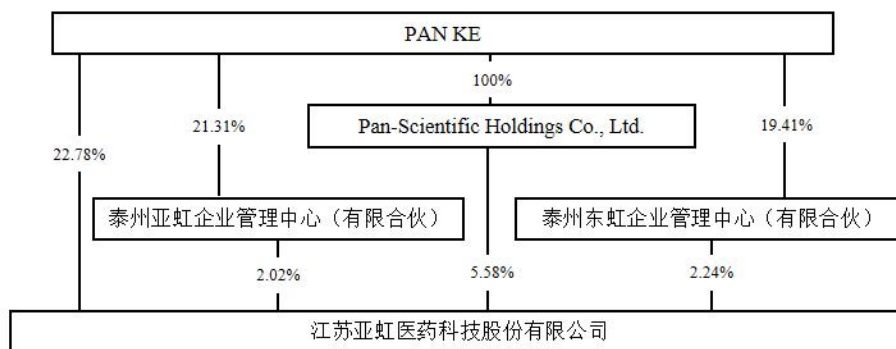 PAN KE
100%
21.31%
Pan-Scientific Holdings Co., Ltd.
19.41%
22.78%
泰州亚虹企业管理中心（有限合伙）
泰州东虹企业管理中心（有限合伙）
2.02%
5.58%
2.24%
江苏亚虹医药科技股份有限公司